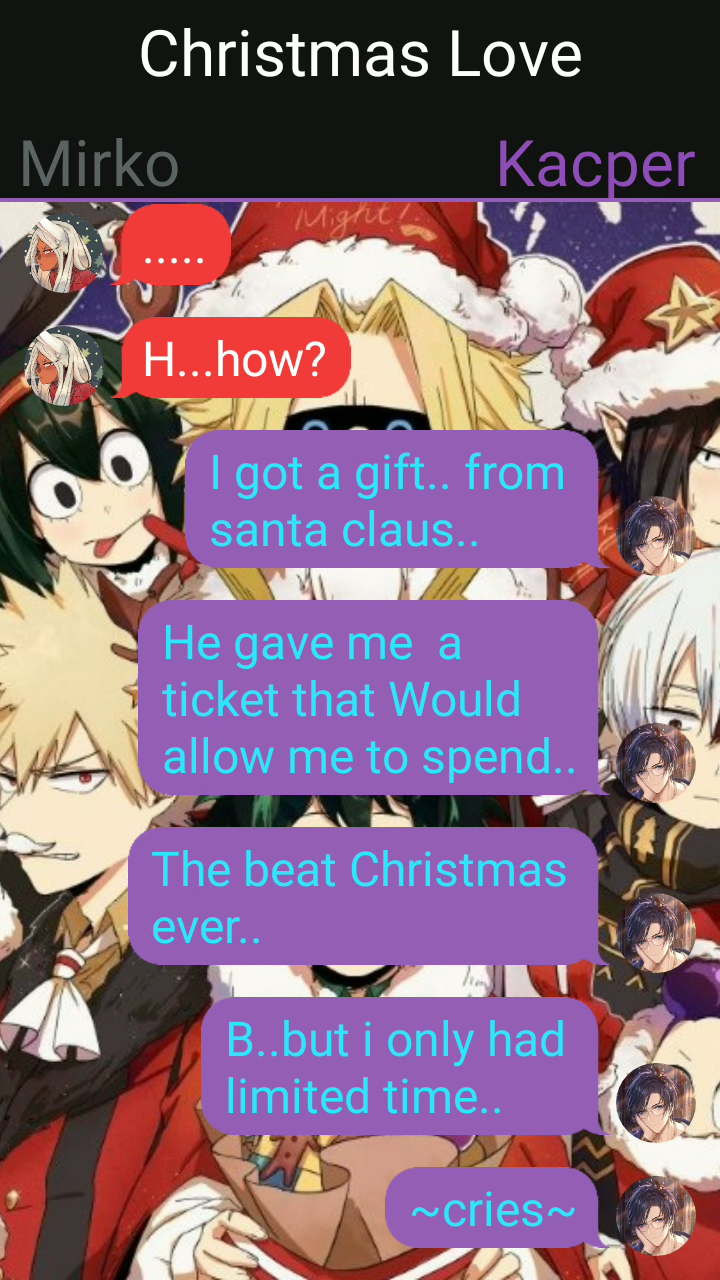 Christmas Love
Mirko
Kacper
Might!
.....
H...how?
I got a gift.. from
santa claus..
He gave me  a
ticket that Would
allow me to spend..
The beat Christmas
ever..
B..but i only had
limited time..
~cries~